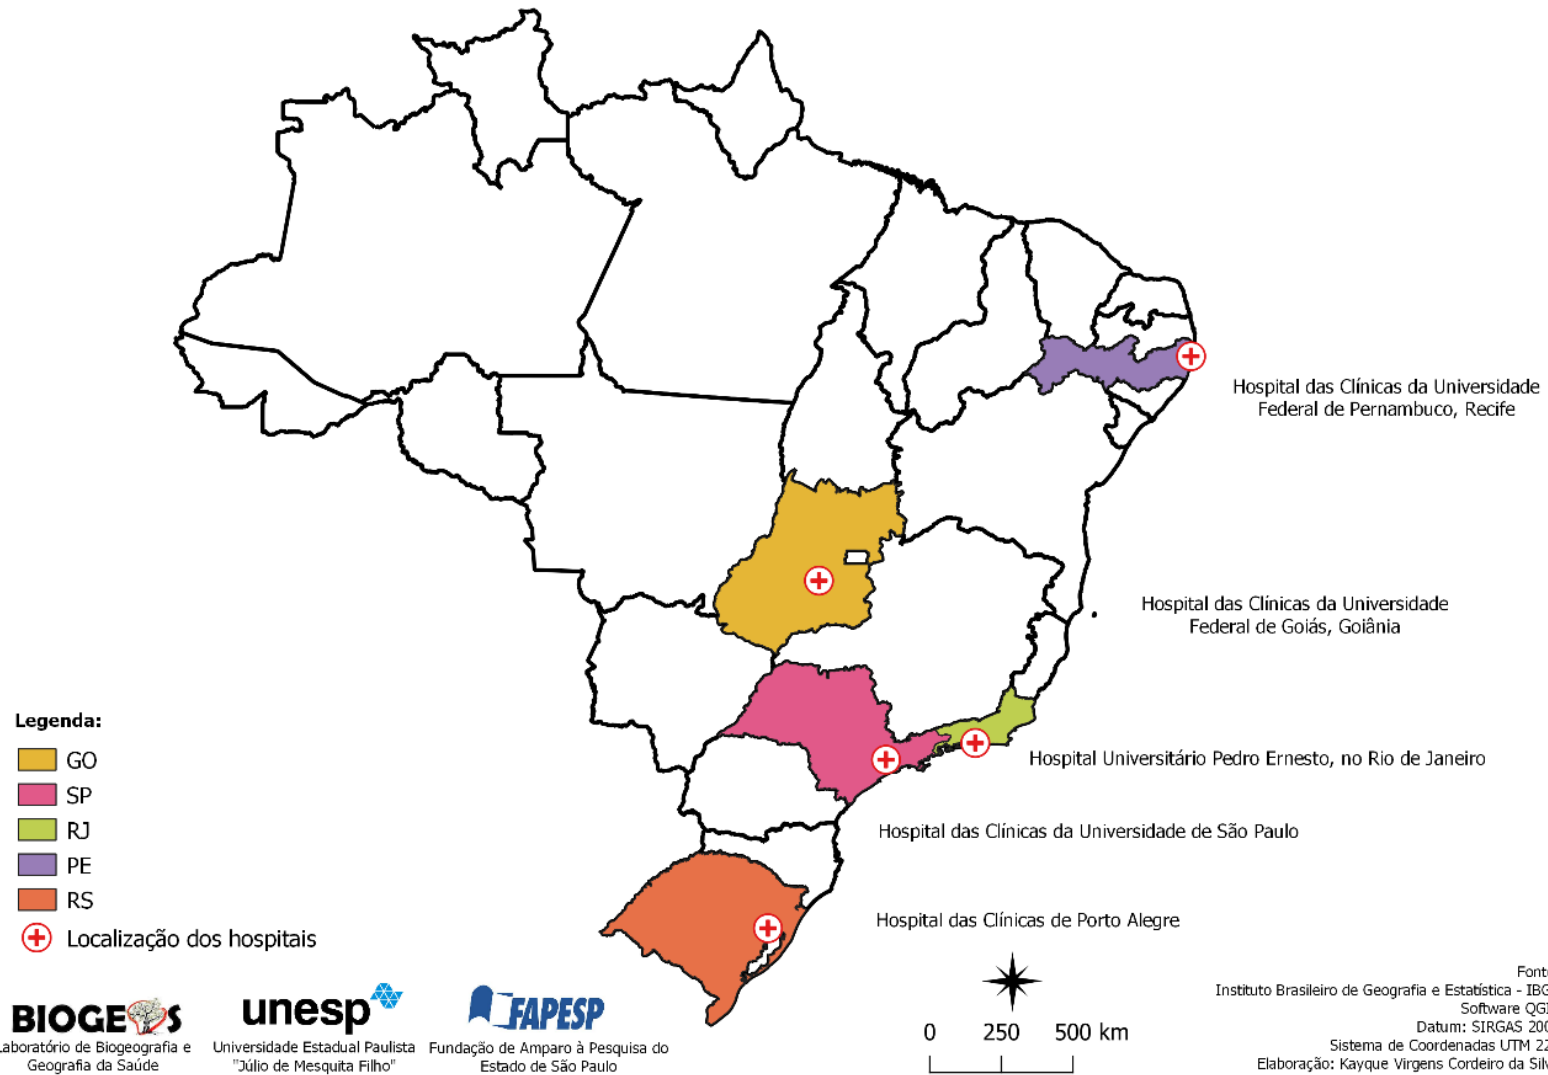 Hospital das Clínicas da Universidade
Federal de Pernambuco, Recife
Hospital das Clínicas da Universidade
Federal de Goiás, Goiânia
Hospital Universitário Pedro Ernesto, no Rio de Janeiro
Hospital das Clínicas da Universidade de São Paulo
Hospital das Clínicas de Porto Alegre
Legenda:
GO
SP
RJ
PE
RS
Localização dos hospitais
BIOGEOS
Laboratório de Biogeografia e
Geografia da Saúde
unesp
Universidade Estadual Paulista
"Júlio de Mesquita Filho"
FAPESP
Fundação de Amparo à Pesquisa do
Estado de São Paulo
0 250 500 km
Font
Instituto Brasileiro de Geografia e Estatística - IBG
Software QGI
Datum: SIRGAS 200
Sistema de Coordenadas UTM 22
Elaboração: Kayque Virgens Cordeiro da Silv